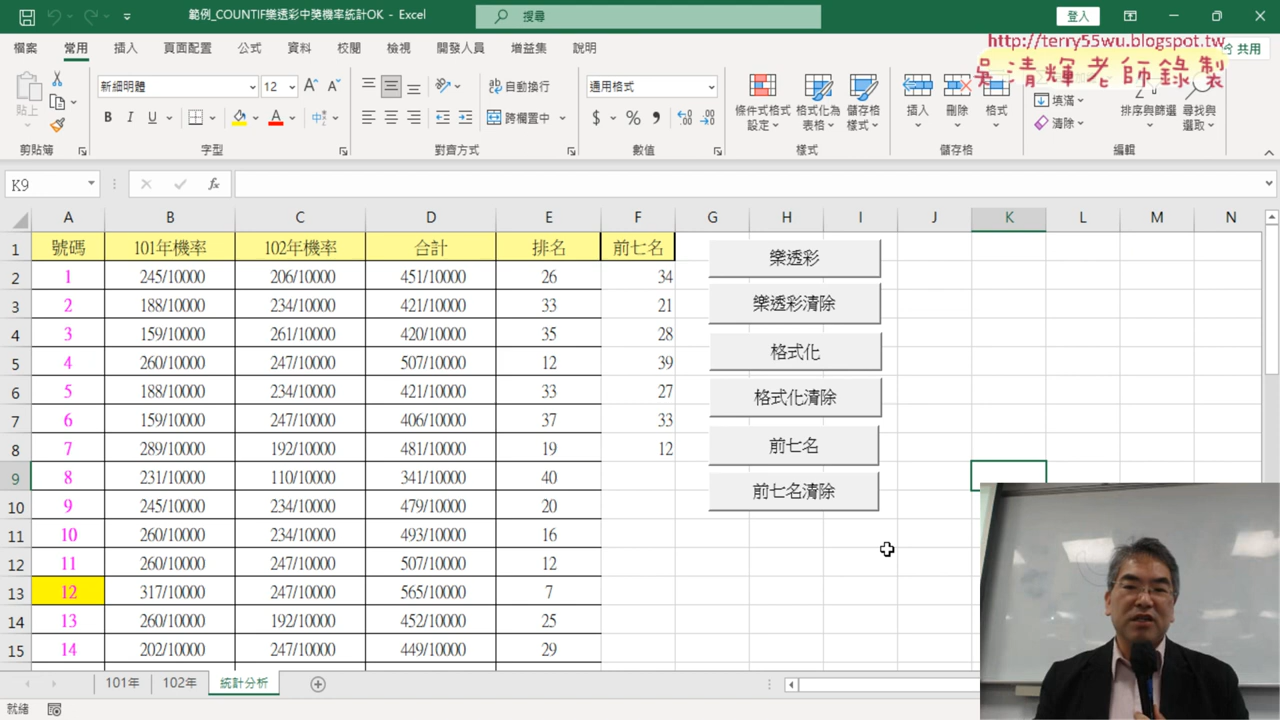 範例_COUNTIF樂透彩中獎機率統計OK - Excel
搜尋
登入
檔案 常用 插入 頁面配置 公式 資料 校閱 檢視 開發人員 增益集 說明
共用
http://terry55wu.blogspot.tw
吳清輝老師錄製
貼上
新細明體 12
B I U
自動換行
跨欄置中
通用格式
$ %
條件式格式設定
格式化為表格
儲存格樣式
插入 刪除 格式
填滿
清除
排序與篩選
尋找與選取
剪貼簿 字型 對齊方式 數值 樣式 儲存格 編輯
K9 fx
A B C D E F G H I J K L M N
1 號碼 101年機率 102年機率 合計 排名 前七名
2 1 245/10000 206/10000 451/10000 26 34
3 2 188/10000 234/10000 421/10000 33 21
4 3 159/10000 261/10000 420/10000 35 28
5 4 260/10000 247/10000 507/10000 12 39
6 5 188/10000 234/10000 421/10000 33 27
7 6 159/10000 247/10000 406/10000 37 33
8 7 289/10000 192/10000 481/10000 19 12
9 8 231/10000 110/10000 341/10000 40
10 9 245/10000 234/10000 479/10000 20
11 10 260/10000 234/10000 493/10000 16
12 11 260/10000 247/10000 507/10000 12
13 12 317/10000 247/10000 565/10000 7
14 13 260/10000 192/10000 452/10000 25
15 14 202/10000 247/10000 449/10000 29
樂透彩
樂透彩清除
格式化
格式化清除
前七名
前七名清除
101年 102年 統計分析
就緒